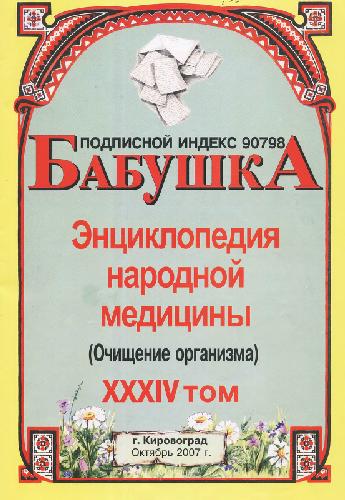 ПОДПИСНОЙ ИНДЕКС 90798
БАБУШКА
Энциклопедия
народной
медицины
(Очищение организма)
XXXIV том
г. Кировоград
Октябрь 2007 г.